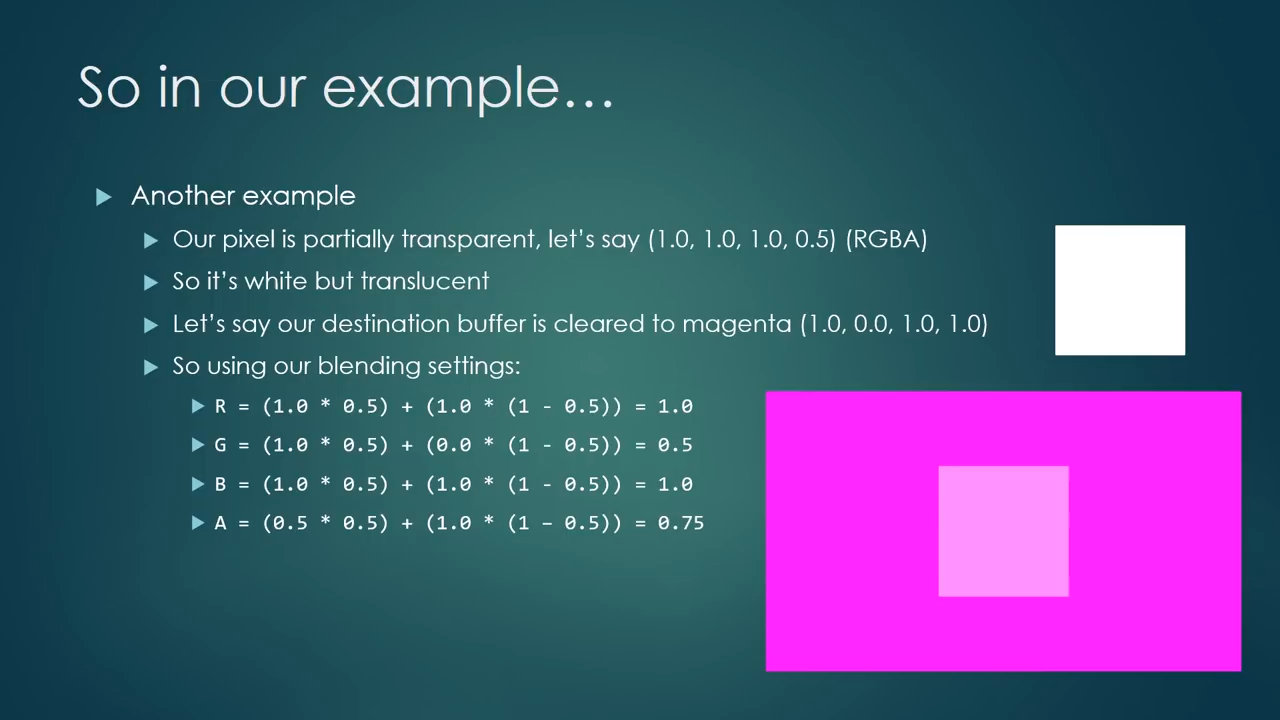 So in our example…
Another example
Our pixel is partially transparent, let’s say (1.0, 1.0, 1.0, 0.5) (RGBA)
So it’s white but translucent
Let’s say our destination buffer is cleared to magenta (1.0, 0.0, 1.0, 1.0)
So using our blending settings:
R = (1.0 * 0.5) + (1.0 * (1 - 0.5)) = 1.0
G = (1.0 * 0.5) + (0.0 * (1 - 0.5)) = 0.5
B = (1.0 * 0.5) + (1.0 * (1 - 0.5)) = 1.0
A = (0.5 * 0.5) + (1.0 * (1 – 0.5)) = 0.75